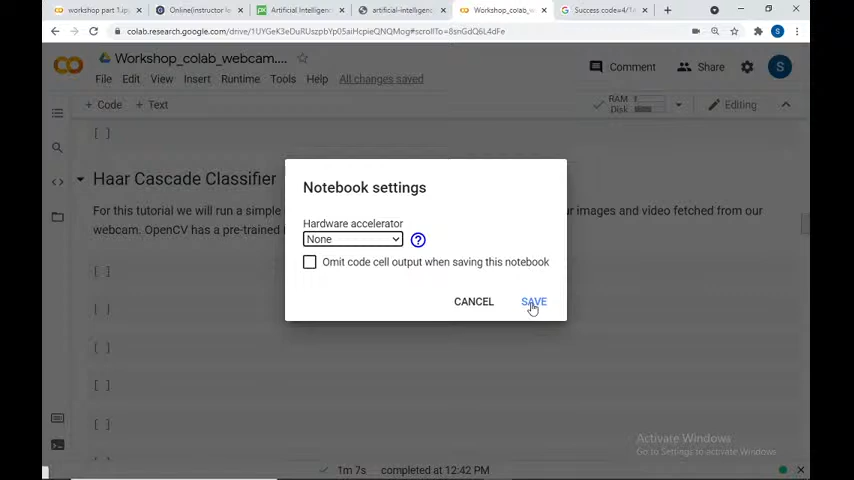 workshop part 1.ip
Online(instructor le
Artificial Intelligenc
artificial-intelligenc
Workshop_colab_w
Success code=4/1
colab.research.google.com/drive/1UYGeK3eDuRUszpbYp05aiHcpieQNQMog#scrollTo=8snGdQ6L4dFe
Workshop_colab_webcam....
File Edit View Insert Runtime Tools Help All changes saved
Comment Share S
+ Code + Text
RAM
Disk
Editing
[ ]
Haar Cascade Classifier
For this tutorial we will run a simple
ur images and video fetched from our
webcam. OpenCV has a pre-trained
[ ]
[ ]
[ ]
[ ]
[ ]
Notebook settings
Hardware accelerator
None
?
Omit code cell output when saving this notebook
CANCEL SAVE
Activate Windows
Go to Settings to activate Windows.
1m 7s completed at 12:42 PM